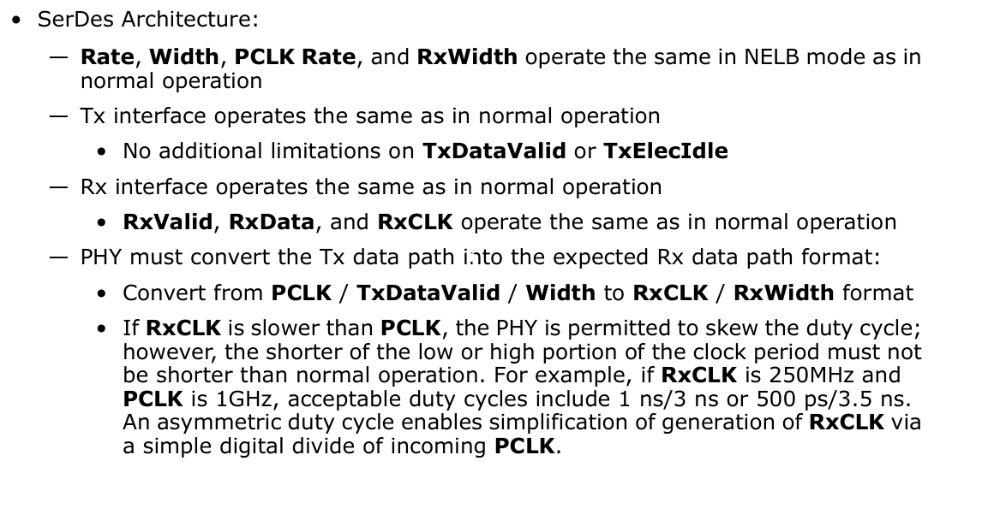 • SerDes Architecture:
— Rate, Width, PCLK Rate, and RxWidth operate the same in NELB mode as in
normal operation
— Tx interface operates the same as in normal operation
• No additional limitations on TxDataValid or TxElecIdle
— Rx interface operates the same as in normal operation
• RxValid, RxData, and RxCLK operate the same as in normal operation
— PHY must convert the Tx data path into the expected Rx data path format:
• Convert from PCLK / TxDataValid / Width to RxCLK / RxWidth format
• If RxCLK is slower than PCLK, the PHY is permitted to skew the duty cycle;
however, the shorter of the low or high portion of the clock period must not
be shorter than normal operation. For example, if RxCLK is 250MHz and
PCLK is 1GHz, acceptable duty cycles include 1 ns/3 ns or 500 ps/3.5 ns.
An asymmetric duty cycle enables simplification of generation of RxCLK via
a simple digital divide of incoming PCLK.